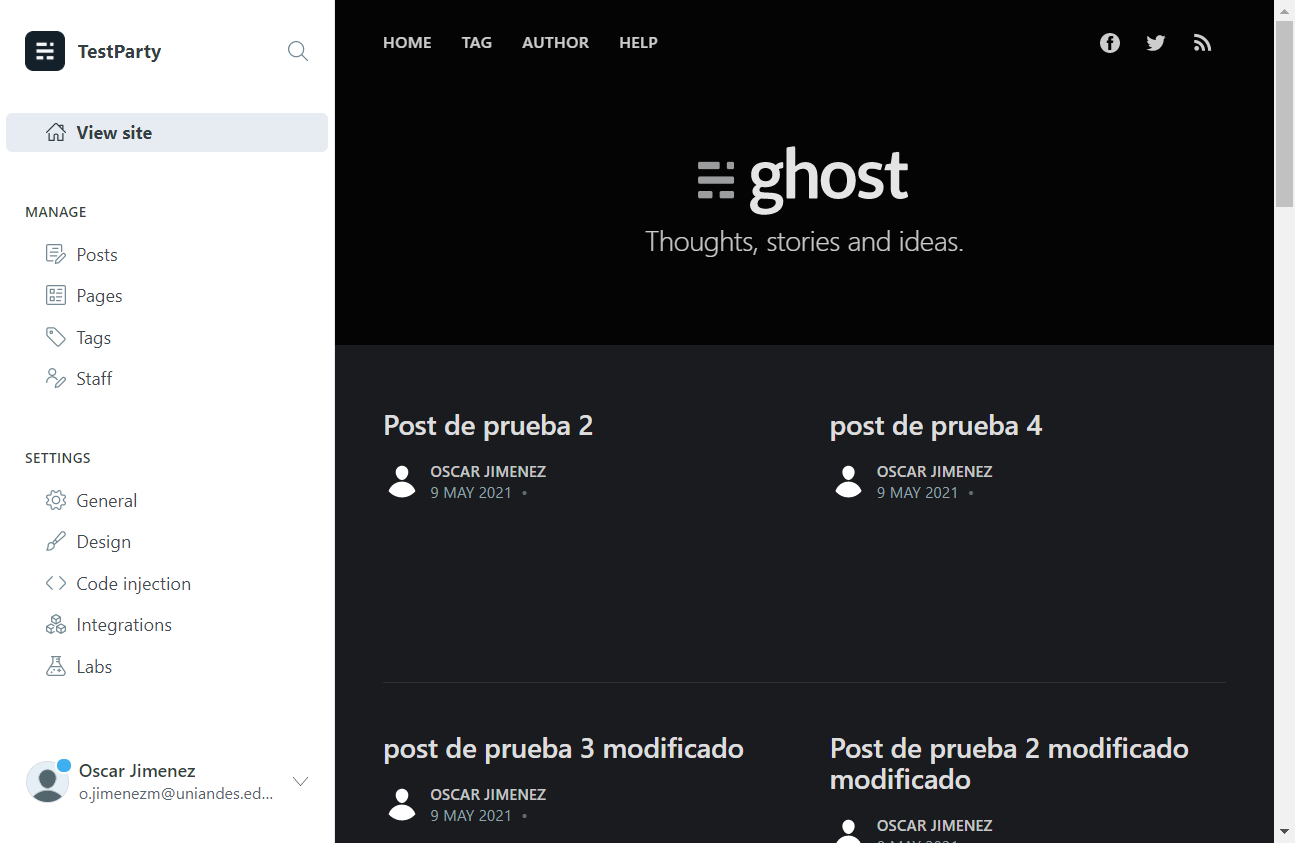 TestParty
View site
MANAGE
Posts
Pages
Tags
Staff
SETTINGS
General
Design
Code injection
Integrations
Labs
Oscar Jimenez
o.jimenezm@uniandes.ed...
HOME TAG AUTHOR HELP
ghost
Thoughts, stories and ideas.
Post de prueba 2
OSCAR JIMENEZ
9 MAY 2021 •
post de prueba 4
OSCAR JIMENEZ
9 MAY 2021 •
post de prueba 3 modificado
OSCAR JIMENEZ
9 MAY 2021 •
Post de prueba 2 modificado
modificado
OSCAR JIMENEZ